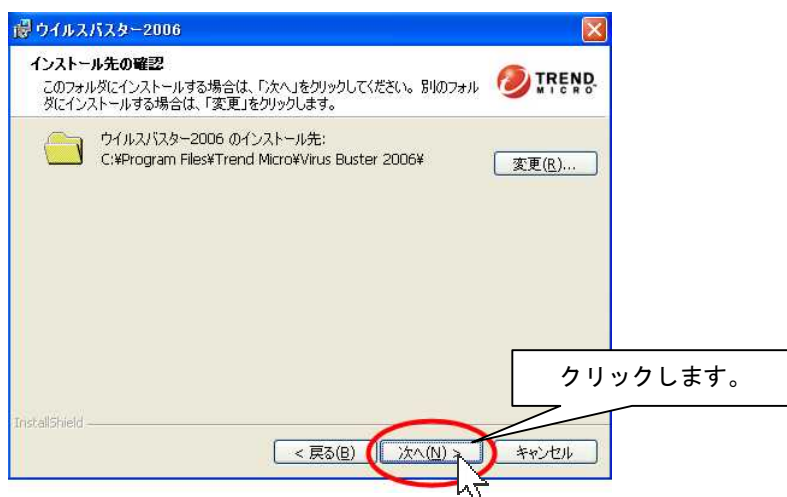 ウイルスバスター2006
インストール先の確認
このフォルダにインストールする場合は、「次へ」をクリックしてください。別のフォル
ダにインストールする場合は、「変更」をクリックします。
TREND
MICRO
ウイルスバスター2006 のインストール先:
C:¥Program Files¥Trend Micro¥Virus Buster 2006¥
変更(R)...
クリックします。
InstallShield
< 戻る(B)
次へ(N) >
キャンセル